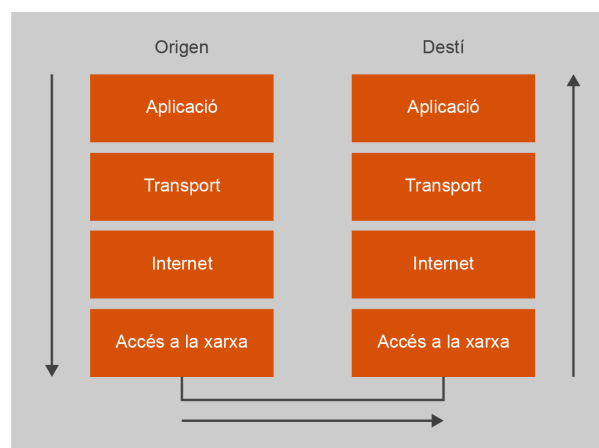 Origen
Destí
Aplicació
Aplicació
Transport
Transport
Internet
Internet
Accés a la xarxa
Accés a la xarxa